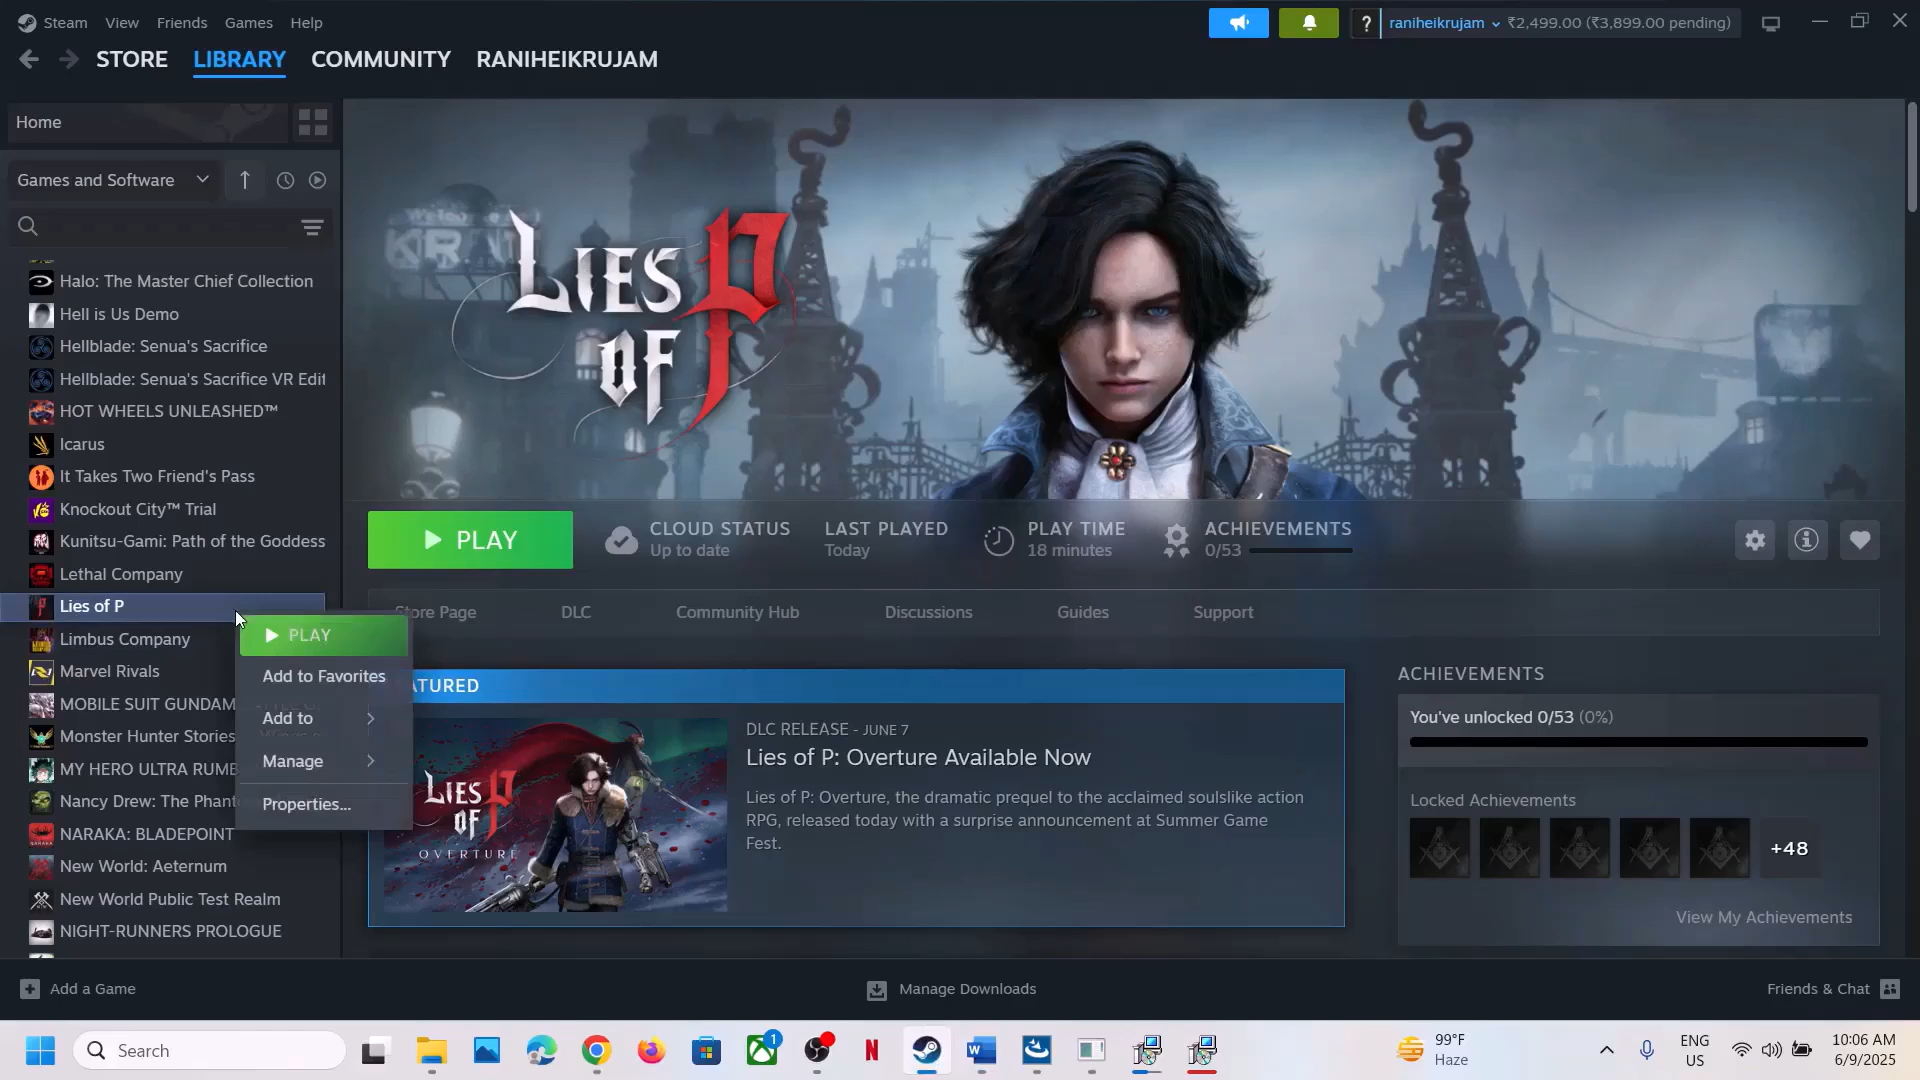 Steam View Friends Games Help
? raniheikrujam ₹2,499.00 (₹3,899.00 pending)
STORE LIBRARY COMMUNITY RANIHEIKRUJAM
Home
Games and Software
Halo: The Master Chief Collection
Hell is Us Demo
Hellblade: Senua's Sacrifice
Hellblade: Senua's Sacrifice VR Edit
HOT WHEELS UNLEASHED™
Icarus
It Takes Two Friend's Pass
Knockout City™ Trial
Kunitsu-Gami: Path of the Goddess
Lethal Company
Lies of P
Limbus Company
Marvel Rivals
MOBILE SUIT GUNDAM
Monster Hunter Stories
MY HERO ULTRA RUMB
Nancy Drew: The Phant
NARAKA: BLADEPOINT
New World: Aeternum
New World Public Test Realm
NIGHT-RUNNERS PROLOGUE
PLAY
Add to Favorites
Add to
Manage
Properties...
LIES OF P
PLAY
CLOUD STATUS
Up to date
LAST PLAYED
Today
PLAY TIME
18 minutes
ACHIEVEMENTS
0/53
Store Page DLC Community Hub Discussions Guides Support
ATURED
LIES OF P
OVERTURE
DLC RELEASE - JUNE 7
Lies of P: Overture Available Now
Lies of P: Overture, the dramatic prequel to the acclaimed soulslike action
RPG, released today with a surprise announcement at Summer Game
Fest.
ACHIEVEMENTS
You've unlocked 0/53 (0%)
Locked Achievements
+48
View My Achievements
Add a Game
Manage Downloads
Friends & Chat
Search
1
99°F
Haze
ENG
US
10:06 AM
6/9/2025